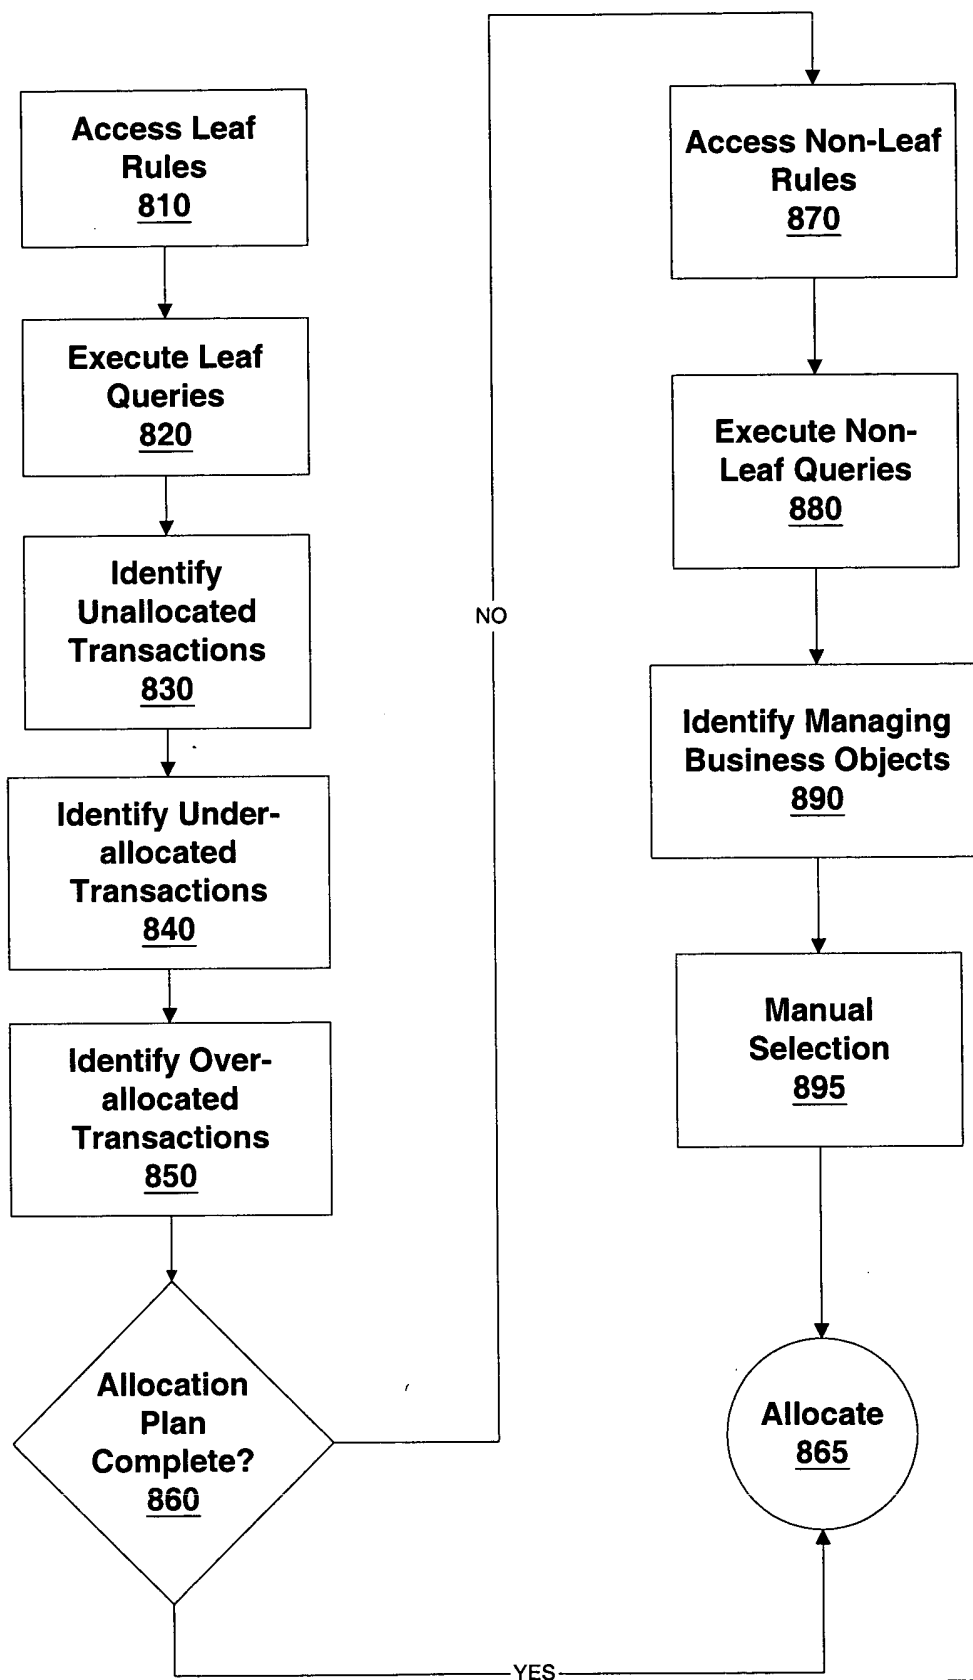 Access Leaf
Rules
810
Execute Leaf
Queries
820
Identify
Unallocated
Transactions
830
Identify Under-
allocated
Transactions
840
Identify Over-
allocated
Transactions
850
Allocation
Plan
Complete?
860
NO
YES
Access Non-Leaf
Rules
870
Execute Non-
Leaf Queries
880
Identify Managing
Business Objects
890
Manual
Selection
895
Allocate
865